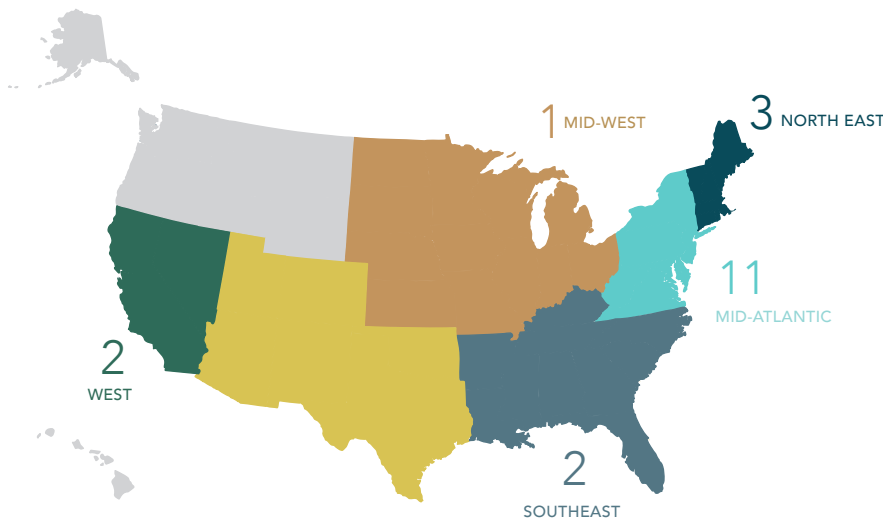 1 MID-WEST
3 NORTH EAST
11
MID-ATLANTIC
2
WEST
2
SOUTHEAST